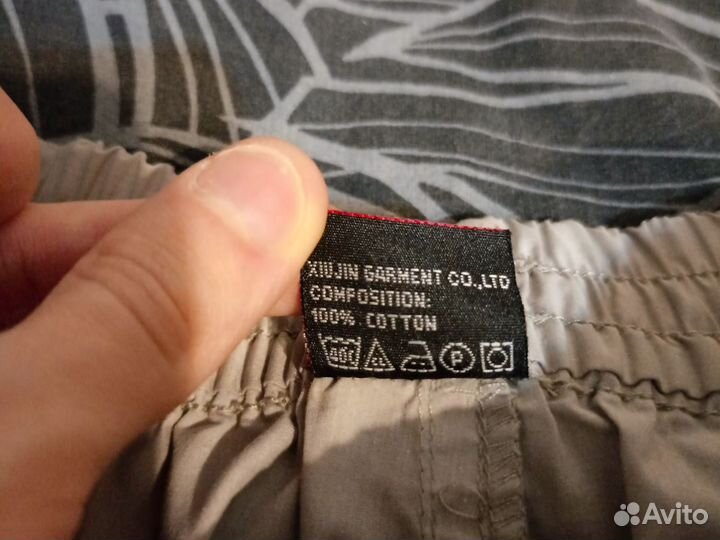 XIUJIN GARMENT CO.,LTD
COMPOSITION:
100% COTTON
P
Avito